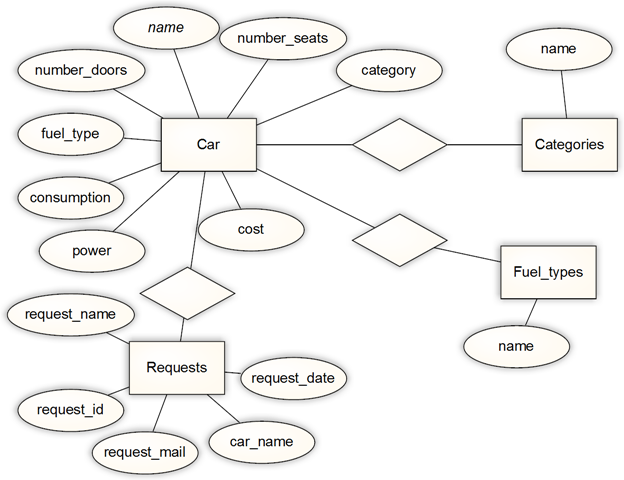 name
number_seats
name
number_doors
category
fuel_type
Car
Categories
consumption
cost
power
Fuel_types
request_name
name
Requests
request_date
request_id
car_name
request_mail